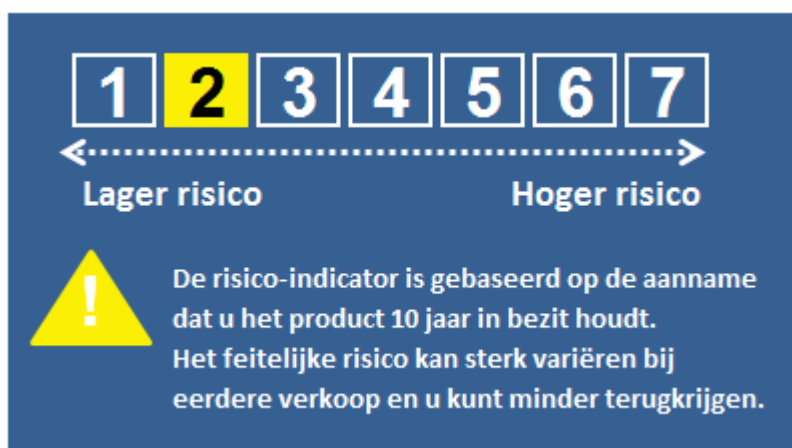 1 2 3 4 5 6 7
Lager risico Hoger risico
!
De risico-indicator is gebaseerd op de aanname
dat u het product 10 jaar in bezit houdt.
Het feitelijke risico kan sterk variëren bij
eerdere verkoop en u kunt minder terugkrijgen.